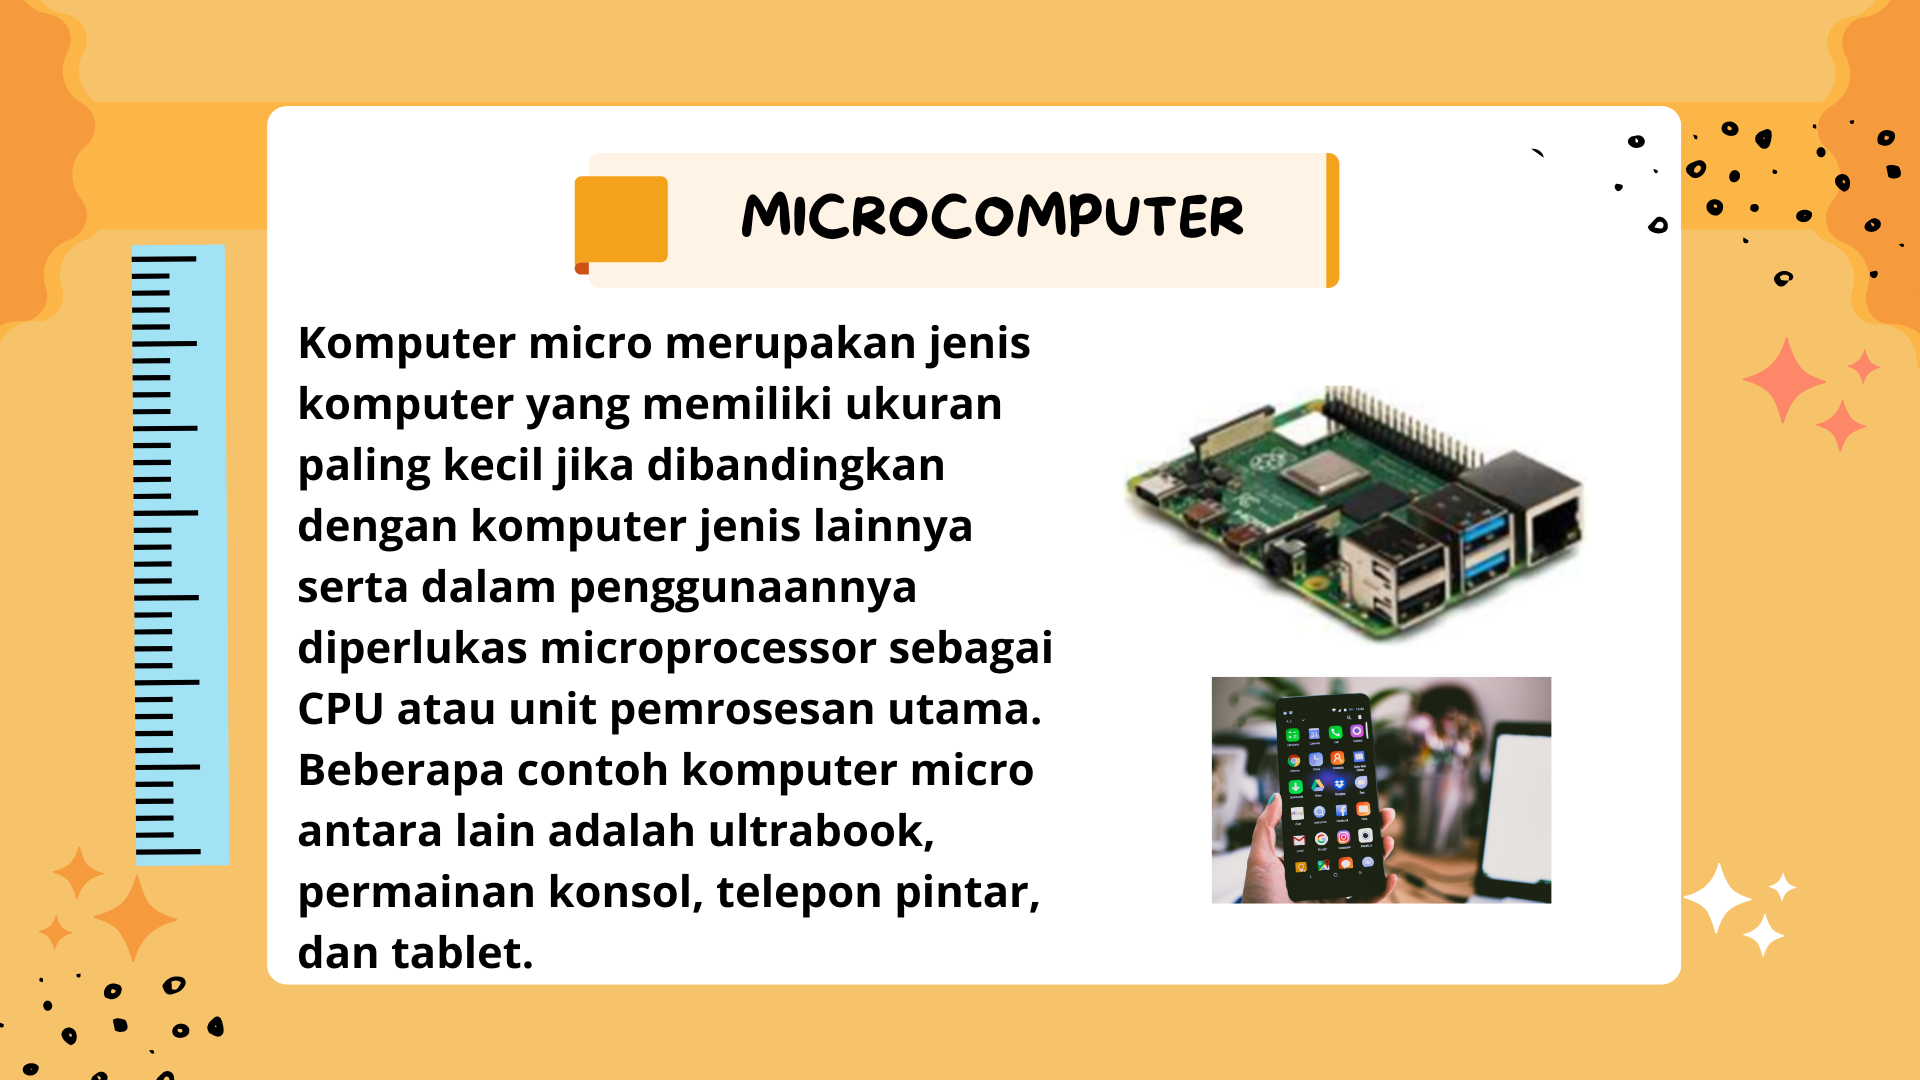 MICROCOMPUTER
Komputer micro merupakan jenis
komputer yang memiliki ukuran
paling kecil jika dibandingkan
dengan komputer jenis lainnya
serta dalam penggunaannya
diperlukas microprocessor sebagai
CPU atau unit pemrosesan utama.
Beberapa contoh komputer micro
antara lain adalah ultrabook,
permainan konsol, telepon pintar,
dan tablet.